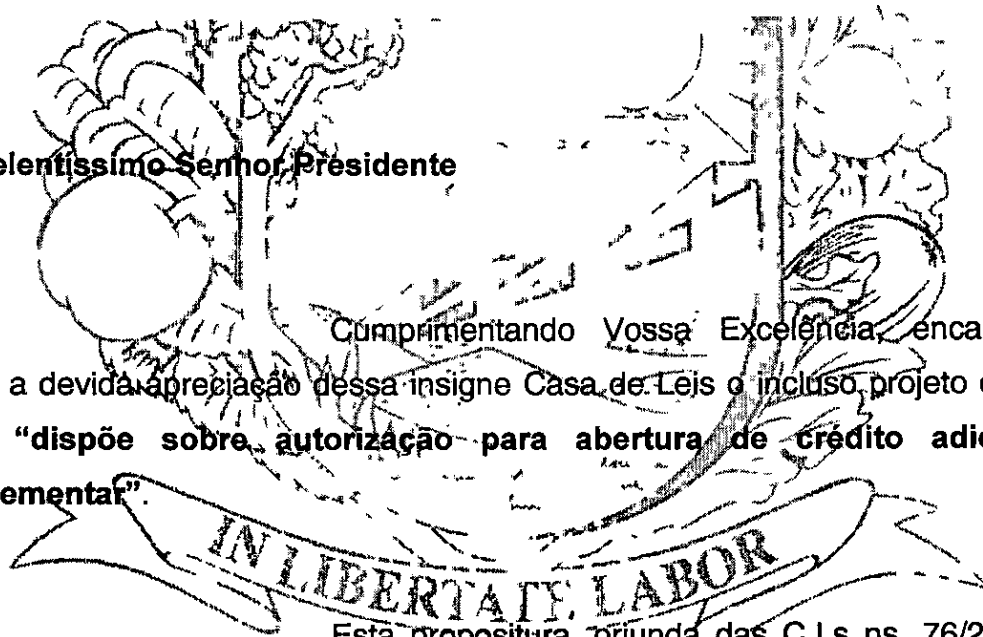 elentíssimo Senhor Presidente
Cumprimentando Vossa Excelência, enca
a devida apreciação dessa insigne Casa de Leis o incluso projeto
"dispõe sobre autorização para abertura de crédito adic
ementar".
IN LIBERTATE LABOR
Esta propositura, oriunda das C.I.s ns. 76/2